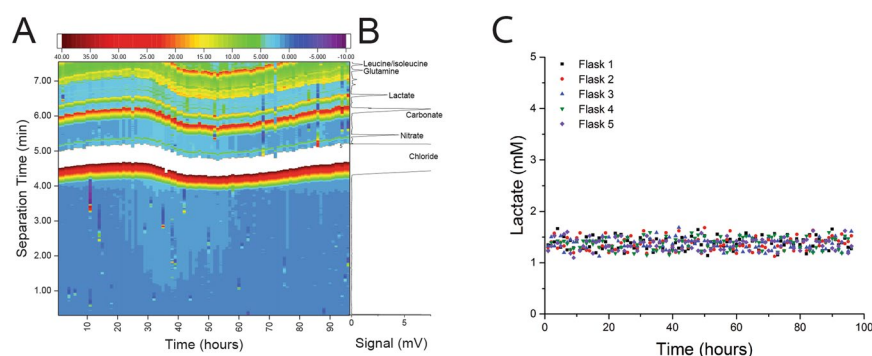 A
B
C
40.00 35.00 30.00 25.00 20.00 15.00 10.00 5.000 0.000 -5.000 -10.00
Separation Time (min)
7.00
6.00
5.00
4.00
3.00
2.00
1.00
10 20 30 40 50 60 70 80 90
Time (hours)
Leucine/isoleucine
Glutamine
Lactate
Carbonate
Nitrate
Chloride
0 5
Signal (mV)
Lactate (mM)
5
4
3
2
1
0
Flask 1
Flask 2
Flask 3
Flask 4
Flask 5
0 20 40 60 80 100
Time (hours)